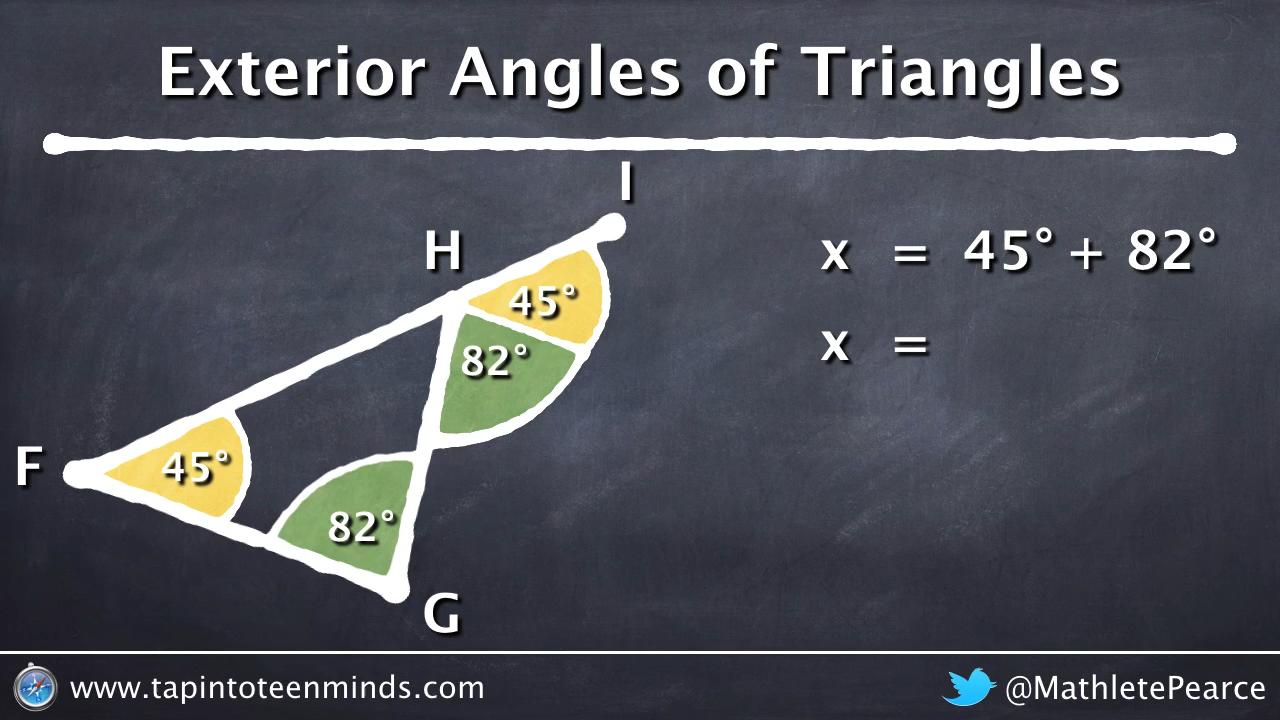 Exterior Angles of Triangles
I
H
x = 45° + 82°
45°
x =
82°
F
45°
82°
G
www.tapintoteenminds.com
@MathletePearce